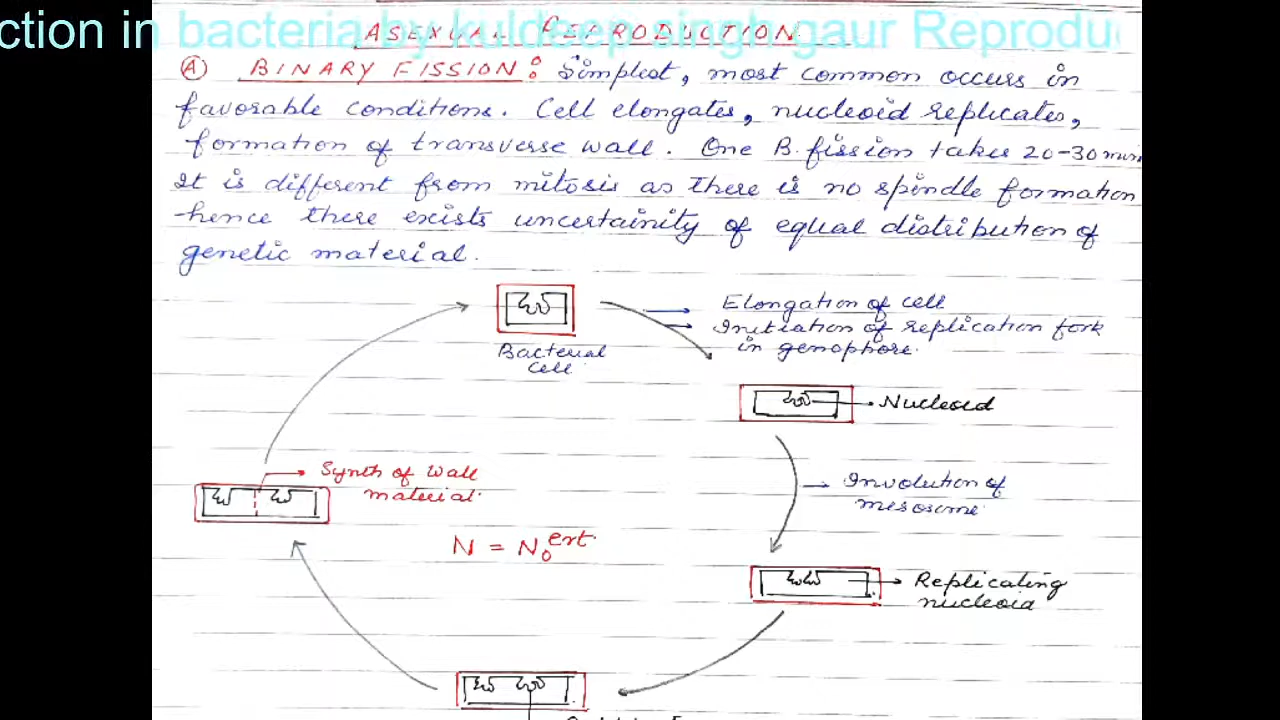 ction in bacteria by kuldeep singh gaur Reprodu
ASEXUAL REPRODUCTION
(A) BINARY FISSION: Simplest, most common occurs in
favorable conditions. Cell elongates, nucleoid replicates,
formation of transverse wall. One B. fission takes 20-30 min
It is different from mitosis as there is no spindle formation
hence there exists uncertainity of equal distribution of
genetic material.
Elongation of cell
Initiation of replication fork
in genophore.
Bacterial
cell
Nucleoid
Synth of wall
material
Involution of
mesosome
N = N₀ert
Replicating
nucleoid